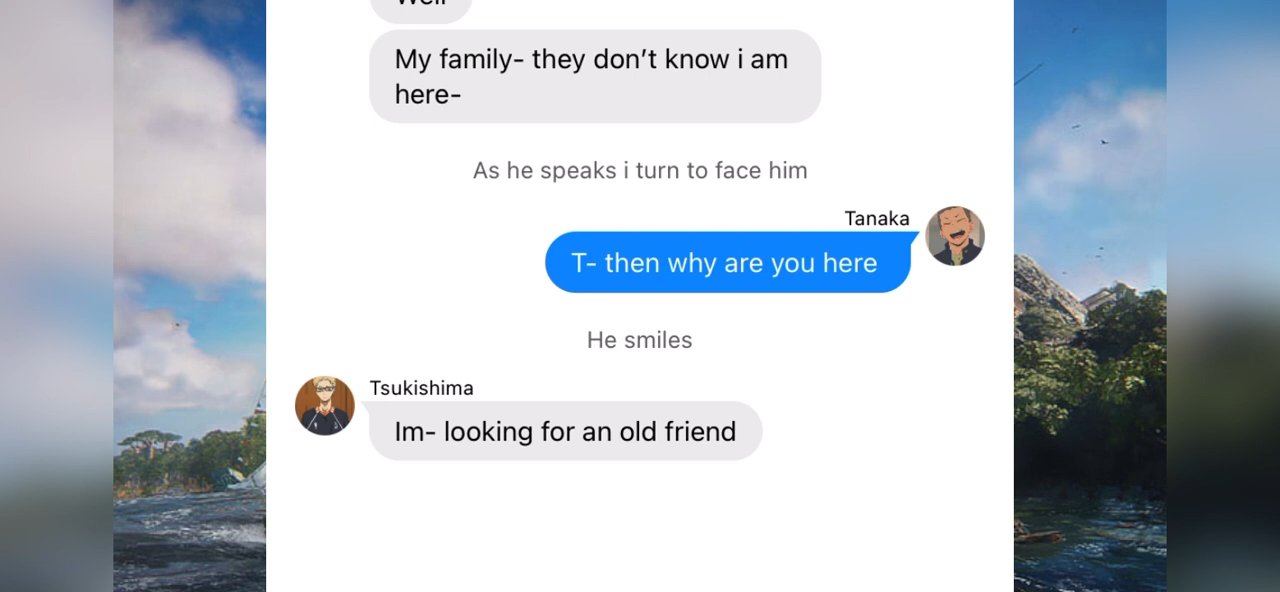 Well
My family- they don’t know i am
here-
As he speaks i turn to face him
Tanaka
T- then why are you here
He smiles
Tsukishima
Im- looking for an old friend